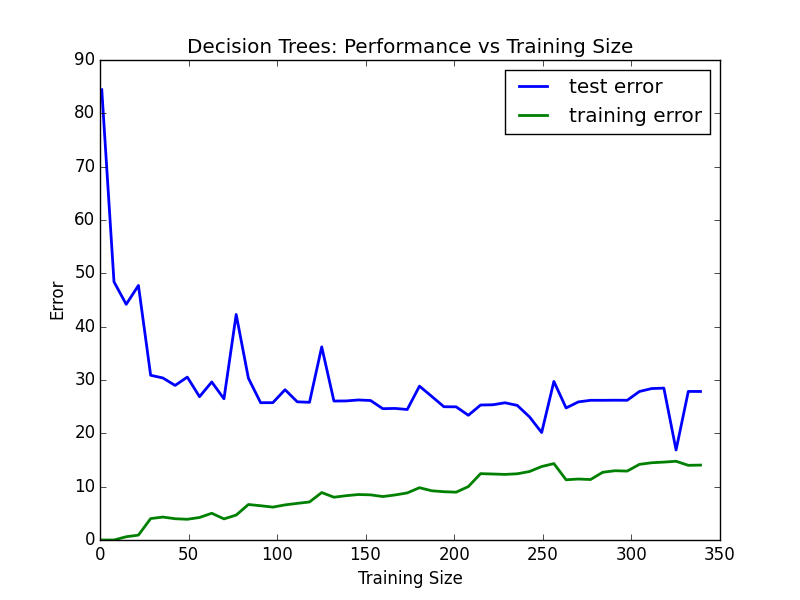 Decision Trees: Performance vs Training Size
test error
training error
Error
90
80
70
60
50
40
30
20
10
0
0 50 100 150 200 250 300 350
Training Size